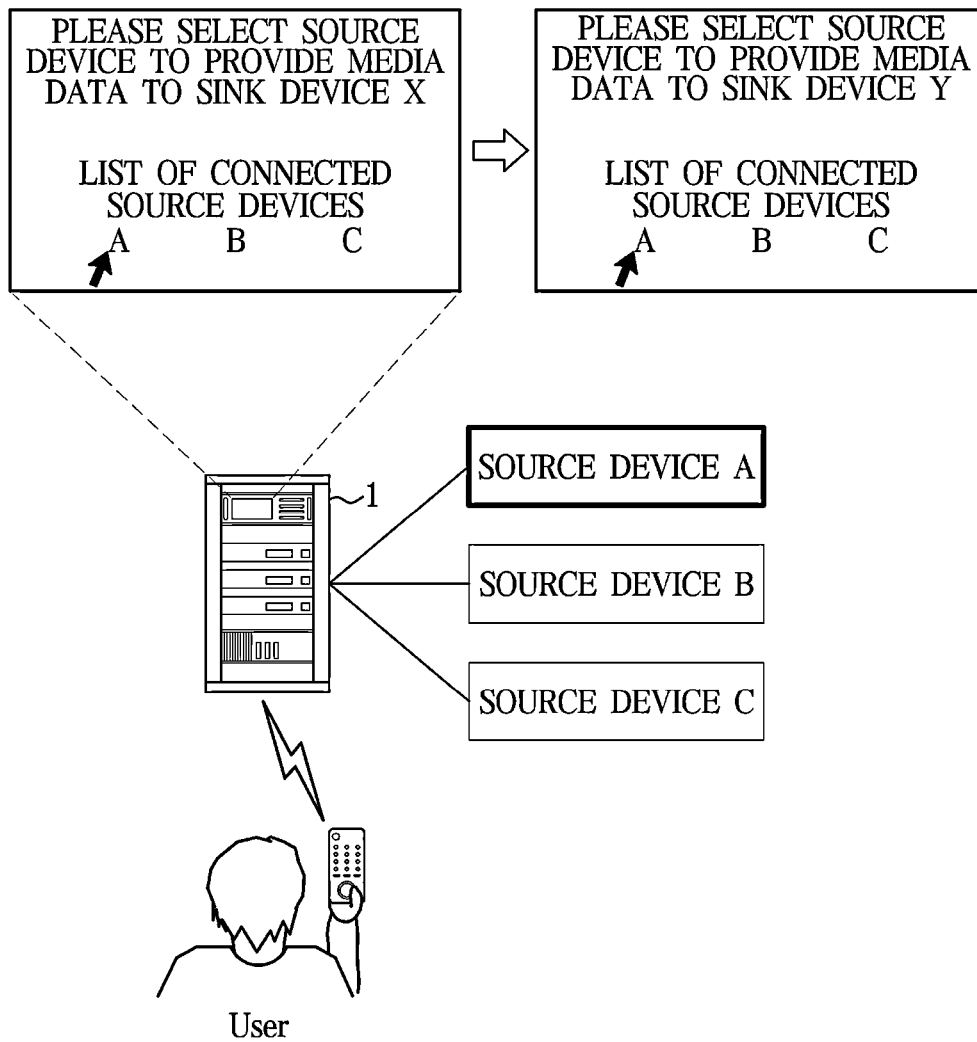 PLEASE SELECT SOURCE
DEVICE TO PROVIDE MEDIA
DATA TO SINK DEVICE X
LIST OF CONNECTED
SOURCE DEVICES
A B C
PLEASE SELECT SOURCE
DEVICE TO PROVIDE MEDIA
DATA TO SINK DEVICE Y
LIST OF CONNECTED
SOURCE DEVICES
A B C
1
SOURCE DEVICE A
SOURCE DEVICE B
SOURCE DEVICE C
User